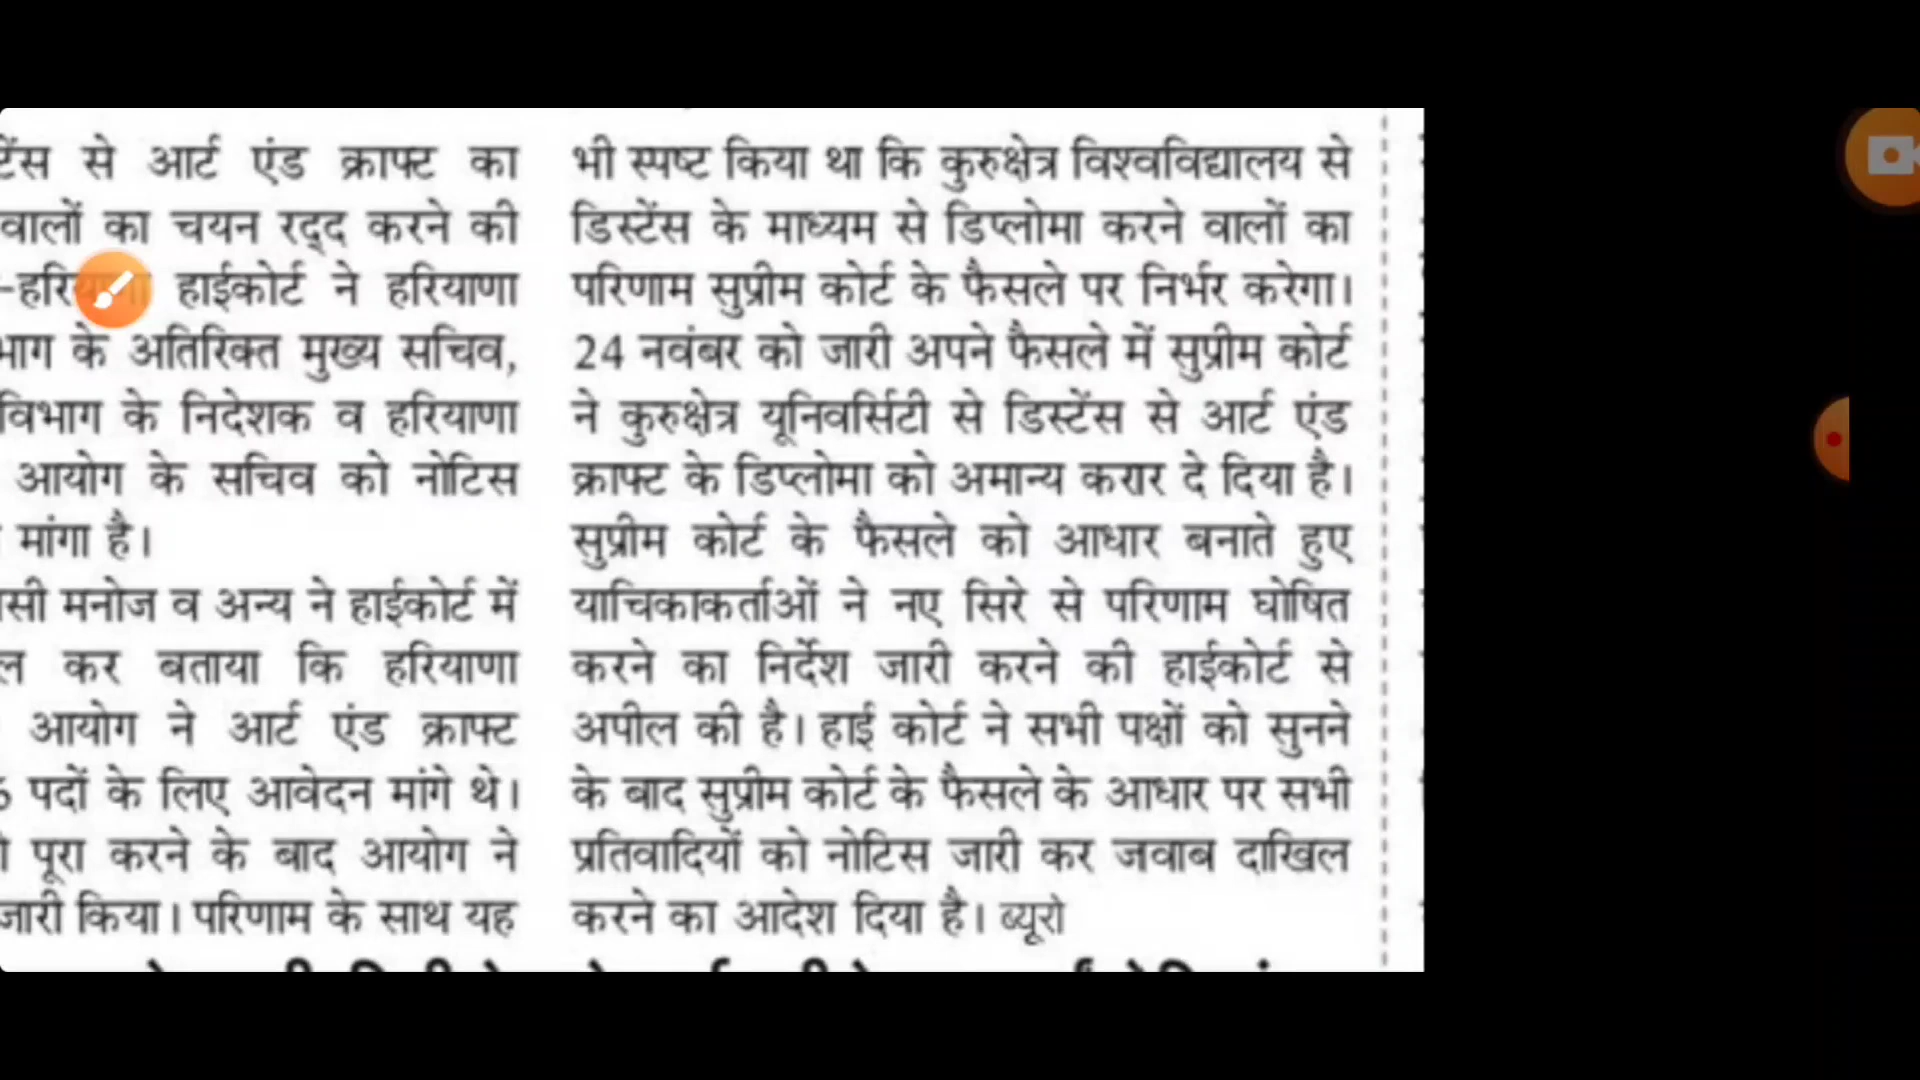 से आर्ट एंड क्राफ्ट का
वालों का चयन रद्द करने की
हाईकोर्ट ने हरियाणा
के अतिरिक्त मुख्य सचिव,
विभाग के निदेशक व हरियाणा
आयोग के सचिव को नोटिस
मांगा है।
मनोज व अन्य ने हाईकोर्ट में
कर बताया कि हरियाणा
आयोग ने आर्ट एंड क्राफ्ट
पदों के लिए आवेदन मांगे थे।
पूरा करने के बाद आयोग ने
जारी किया। परिणाम के साथ यह
भी स्पष्ट किया था कि कुरुक्षेत्र विश्वविद्यालय से
डिस्टेंस के माध्यम से डिप्लोमा करने वालों का
परिणाम सुप्रीम कोर्ट के फैसले पर निर्भर करेगा।
24 नवंबर को जारी अपने फैसले में सुप्रीम कोर्ट
ने कुरुक्षेत्र यूनिवर्सिटी से डिस्टेंस से आर्ट एंड
क्राफ्ट के डिप्लोमा को अमान्य करार दे दिया है।
सुप्रीम कोर्ट के फैसले को आधार बनाते हुए
याचिकाकर्ताओं ने नए सिरे से परिणाम घोषित
करने का निर्देश जारी करने की हाईकोर्ट से
अपील की है। हाई कोर्ट ने सभी पक्षों को सुनने
के बाद सुप्रीम कोर्ट के फैसले के आधार पर सभी
प्रतिवादियों को नोटिस जारी कर जवाब दाखिल
करने का आदेश दिया है। ब्यूरो